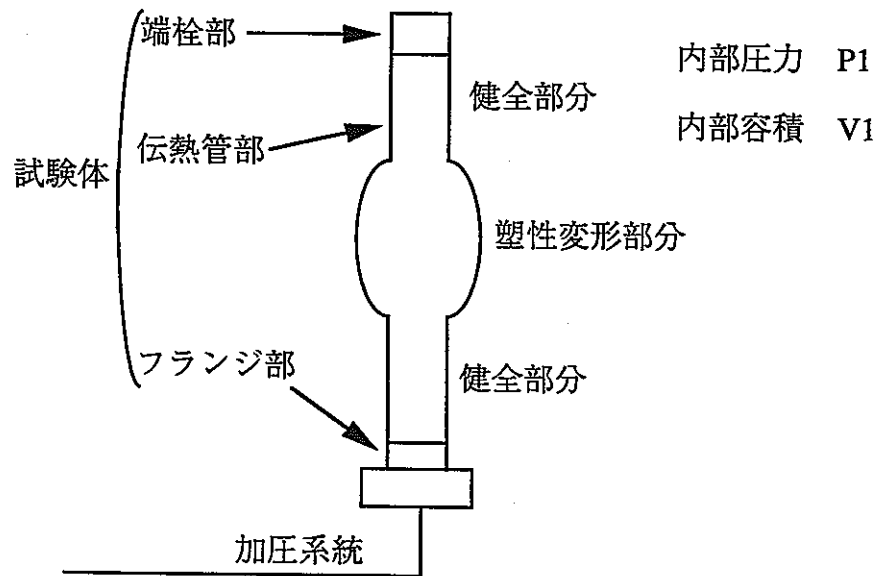 端栓部
内部圧力 P1
健全部分
内部容積 V1
伝熱管部
試験体
塑性変形部分
フランジ部
健全部分
加圧系統